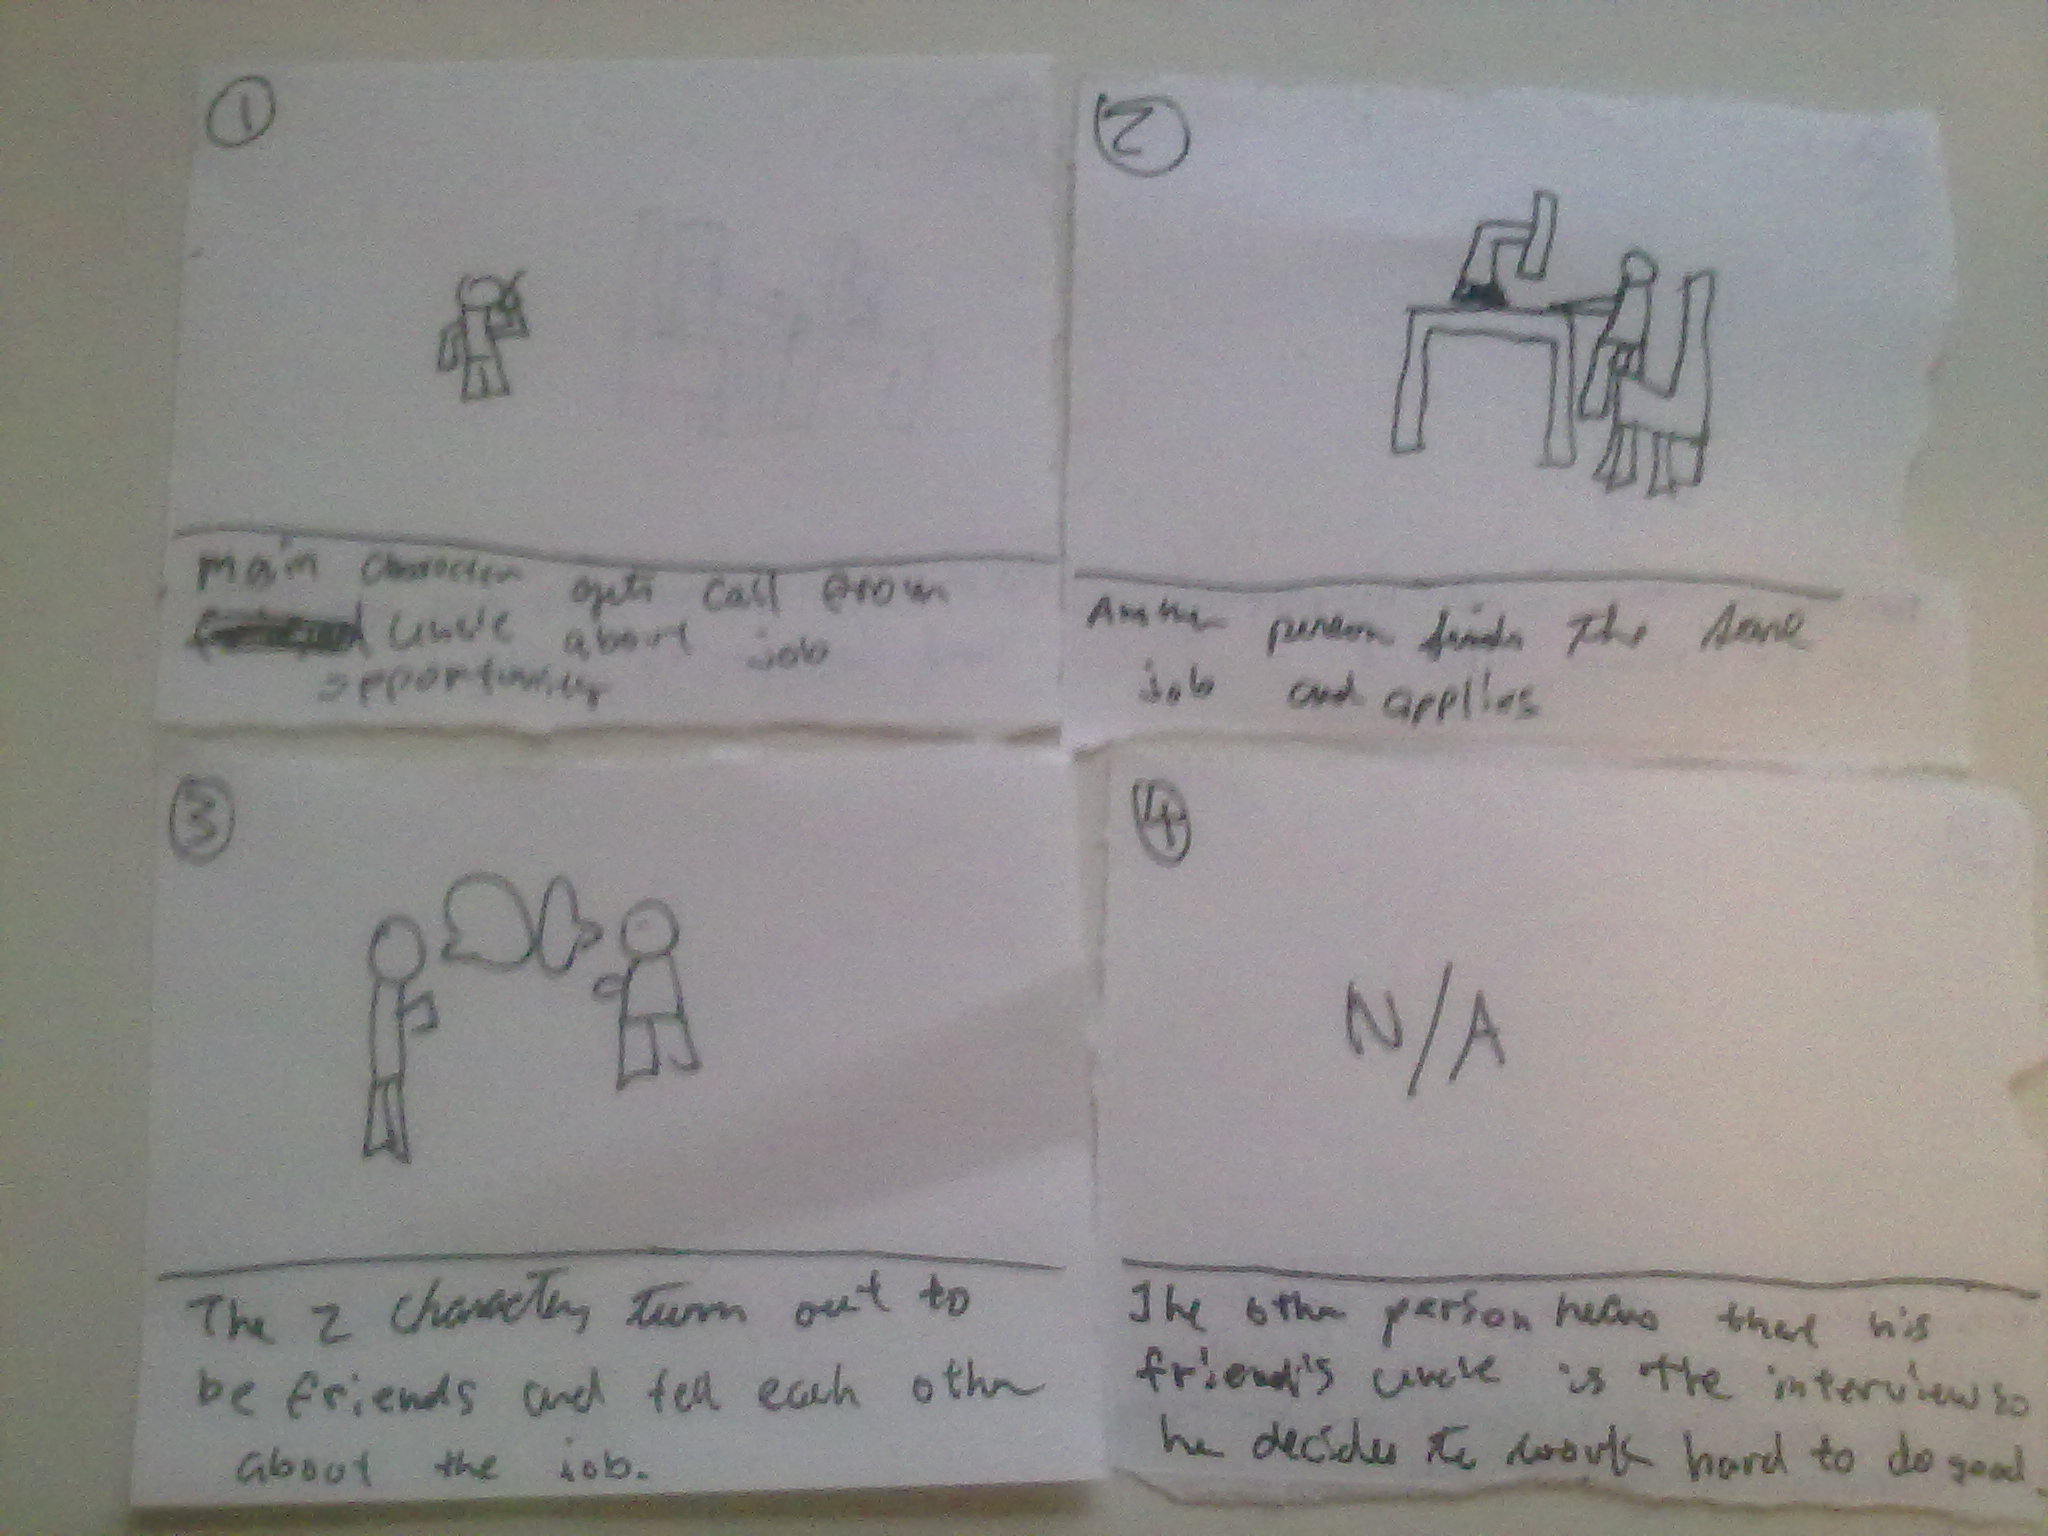 1
Main character gets call from
uncle about job
opportunity
2
Another person finds the same
job and applies
3
The 2 characters turn out to
be friends and tell each other
about the job.
4
N/A
The other person hears that his
friend's uncle is the interview so
he decides to work hard to do good